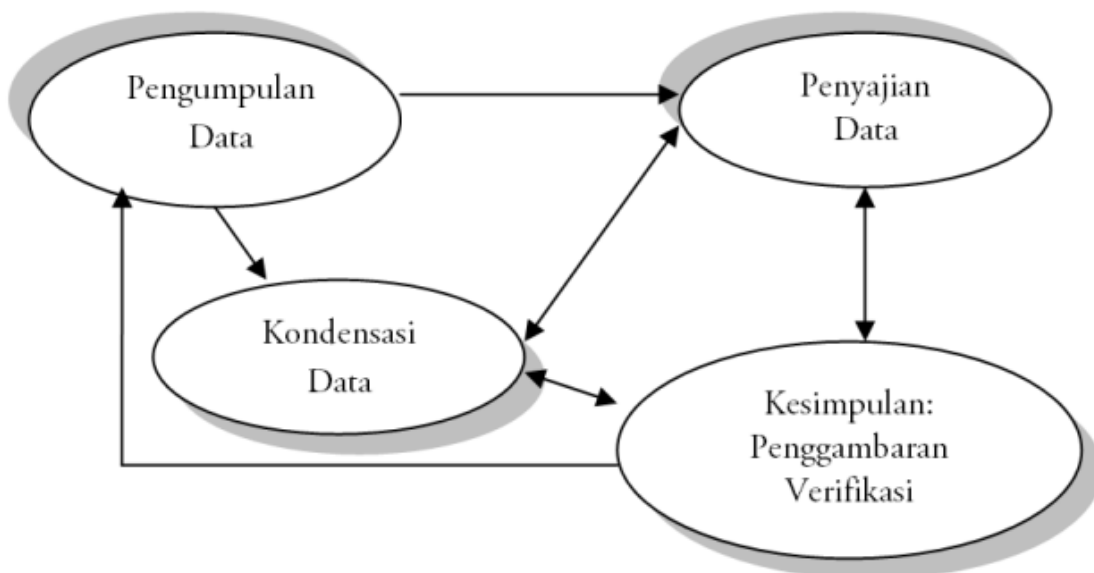 Pengumpulan
Data
Penyajian
Data
Kondensasi
Data
Kesimpulan:
Penggambaran
Verifikasi